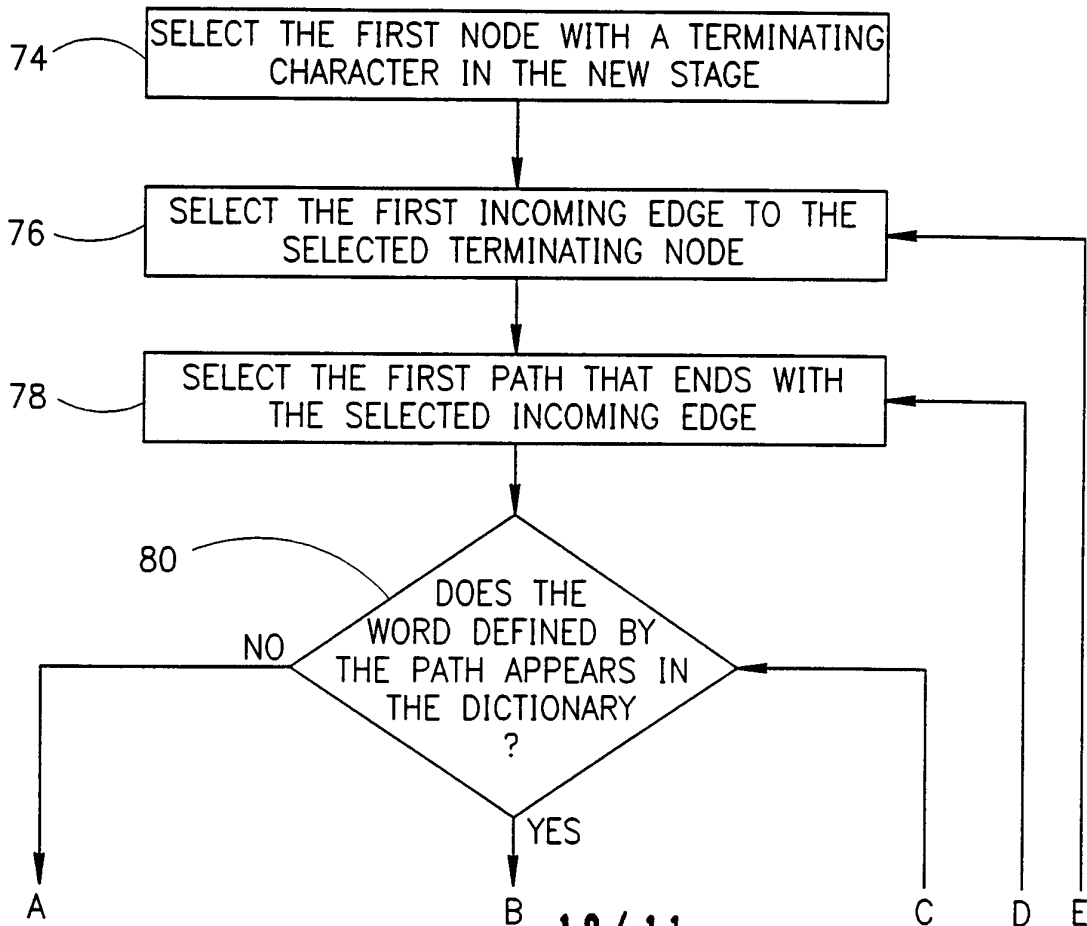 74
SELECT THE FIRST NODE WITH A TERMINATING
CHARACTER IN THE NEW STAGE
76
SELECT THE FIRST INCOMING EDGE TO THE
SELECTED TERMINATING NODE
78
SELECT THE FIRST PATH THAT ENDS WITH
THE SELECTED INCOMING EDGE
80
DOES THE
WORD DEFINED BY
THE PATH APPEARS IN
THE DICTIONARY
?
NO
YES
A
B
C
D
E